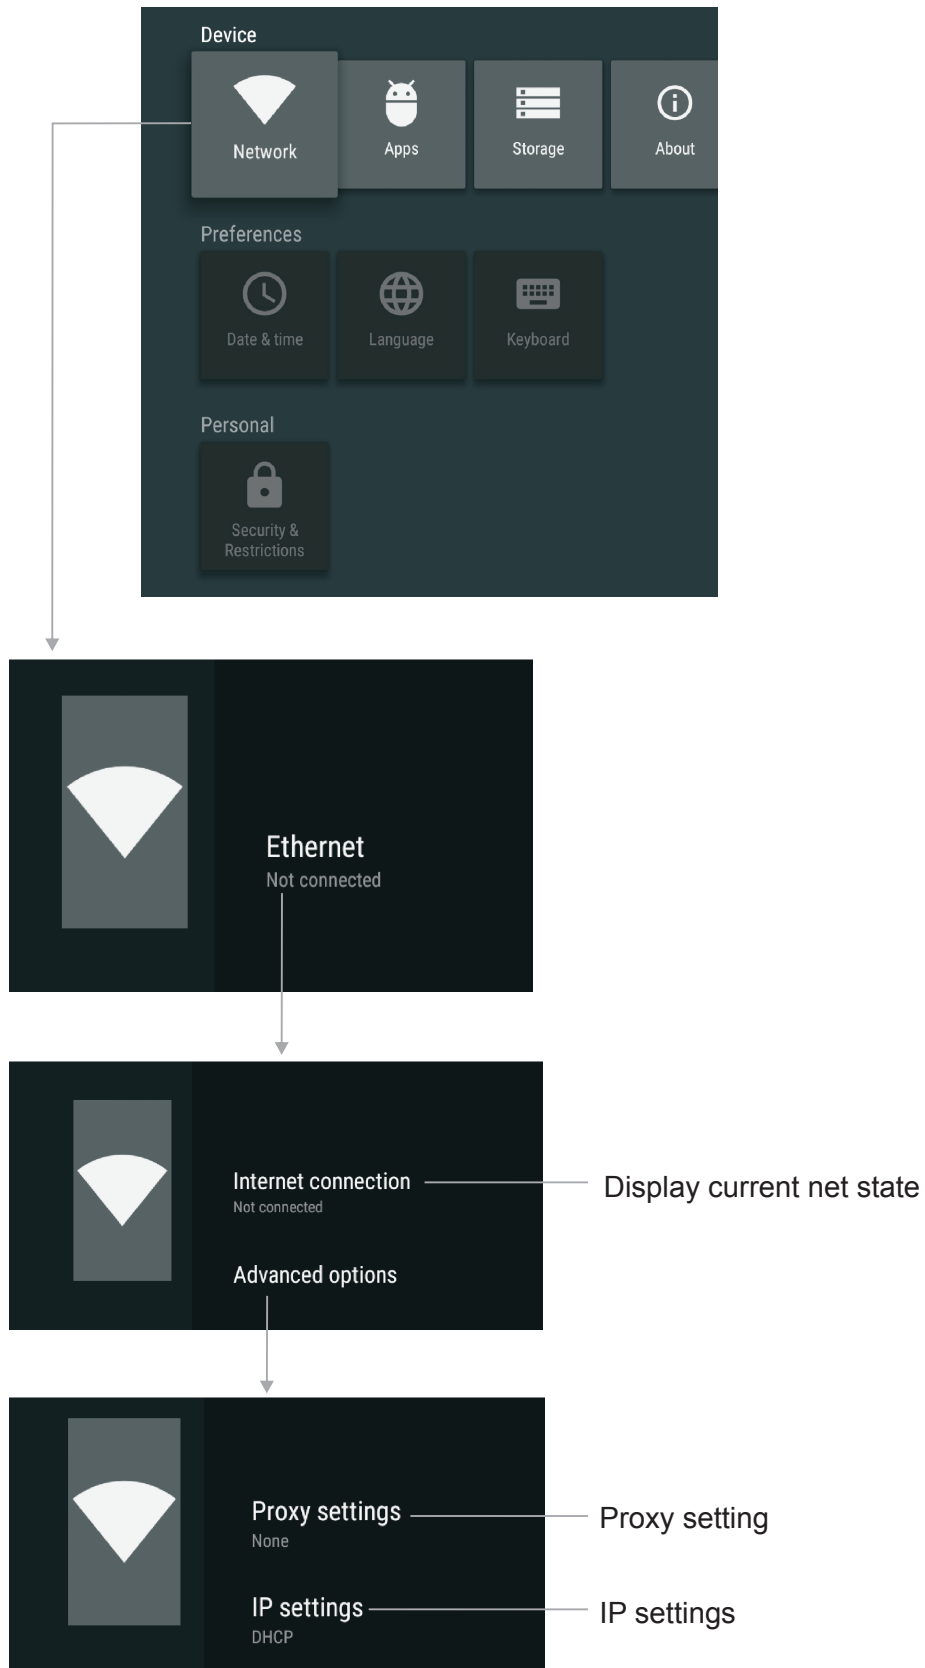 Device
Network
Apps
Storage
About
Preferences
Date & time
Language
Keyboard
Personal
Security &
Restrictions
Ethernet
Not connected
Internet connection
Not connected
Display current net state
Advanced options
Proxy settings
None
Proxy setting
IP settings
DHCP
IP settings